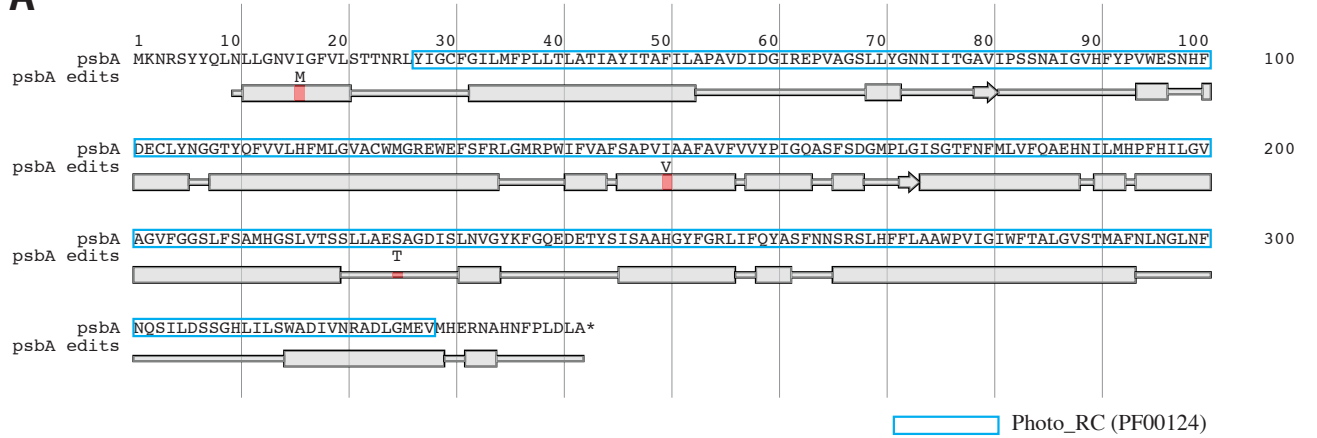 A
1 10 20 30 40 50 60 70 80 90 100
psbA MKNRSYYQLNLLGNVIGFVLSTTNRLYIGCFGILMFPLLTLATIAYITAFILAPAVDIDGIREPVAGSLLYGNNIITGAVIPSSNAIGVHFYPVWESNHF 100
psbA edits M
psbA DECLYNGGTYQFVVLHFMLGVACWMGREWEFSFRLGMRPWIFVAFSAPVIAAFAVFVVYPIGQASFSDGMPLGISGTFNFMLVFQAEHNILMHPFHILGV 200
psbA edits V
psbA AGVFGGSLFSAMHGSLVTSSLLAESAGDISLNVGYKFGQEDETYSISAAHGYFGRLIFQYASFNNSRSLHFFLAAWPVIGIWFTALGVSTMAFNLNGLNF 300
psbA edits T
psbA NQSILDSSGHLILSWADIVNRADLGMEVMHERNAHNFPLDLA*
psbA edits
Photo_RC (PF00124)